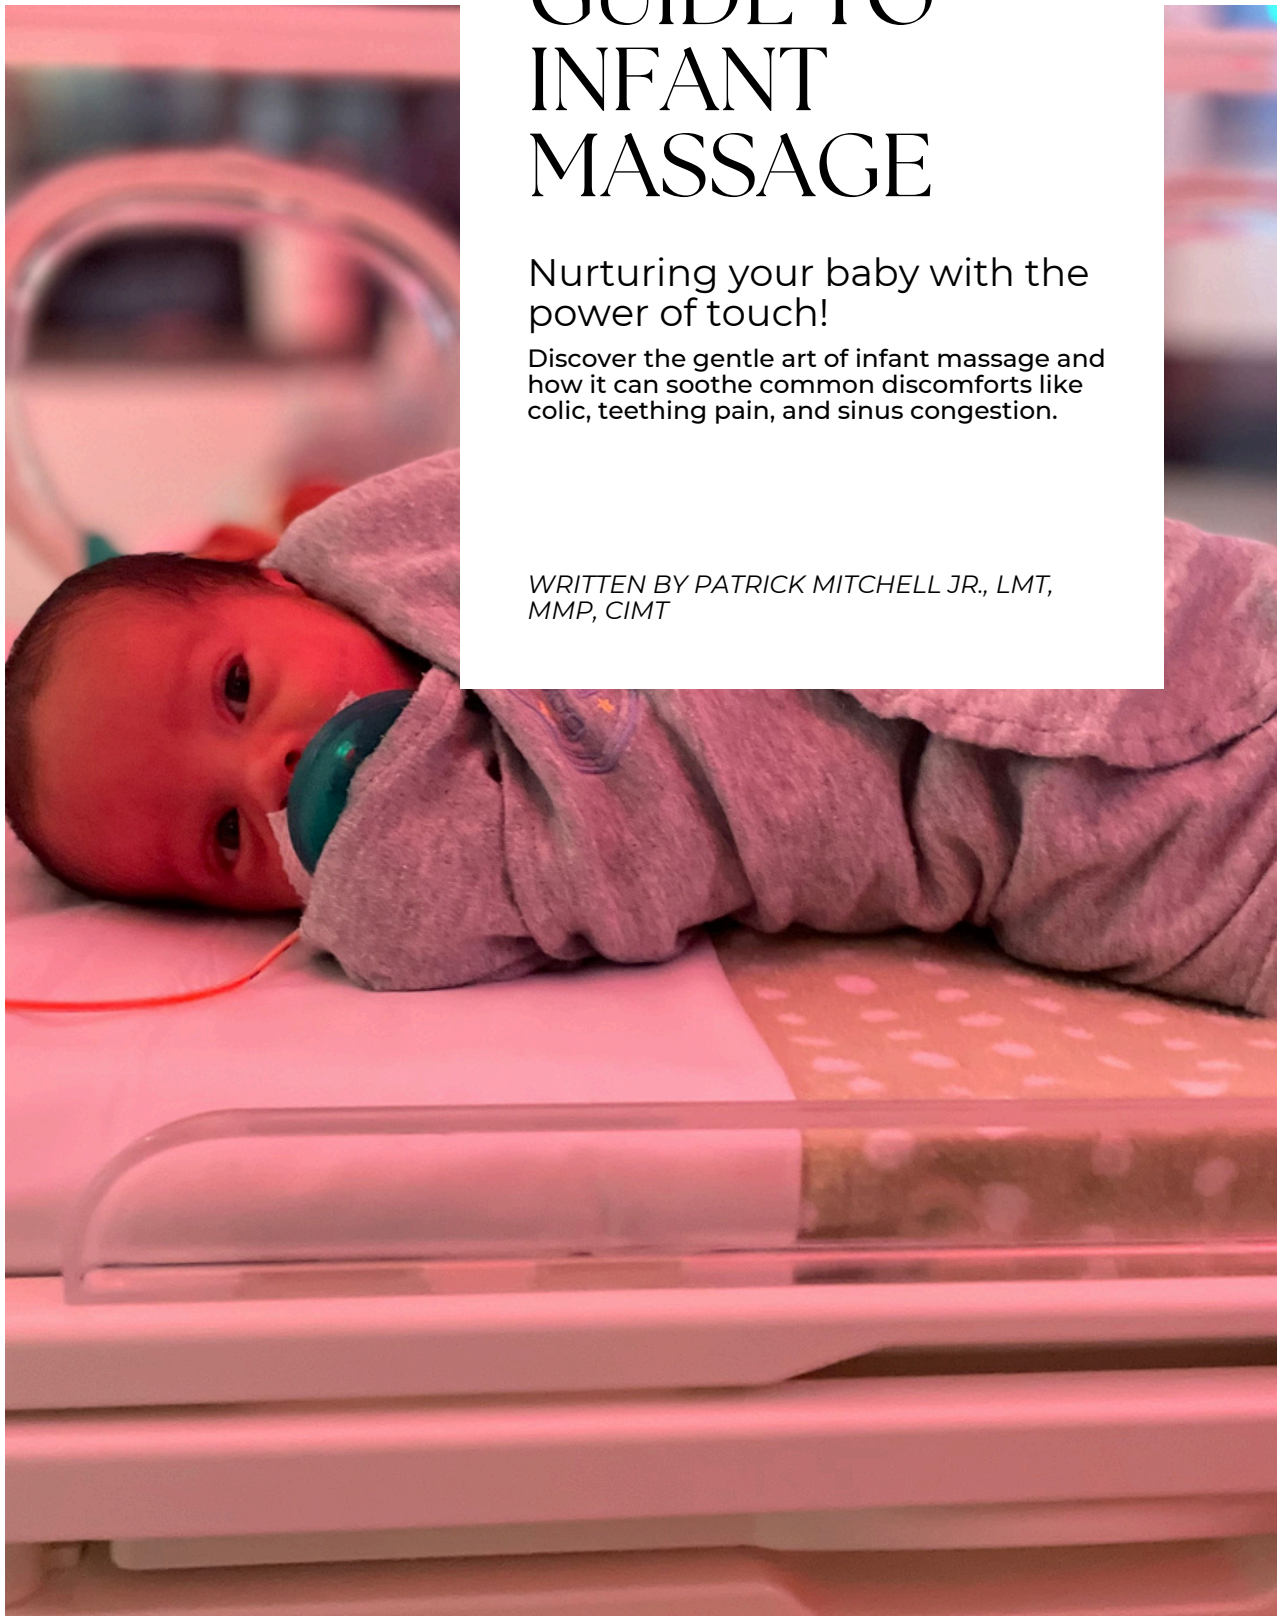 GUIDE TO
INFANT
MASSAGE
Nurturing your baby with the
power of touch!
Discover the gentle art of infant massage and
how it can soothe common discomforts like
colic, teething pain, and sinus congestion.
WRITTEN BY PATRICK MITCHELL JR., LMT,
MMP, CIMT